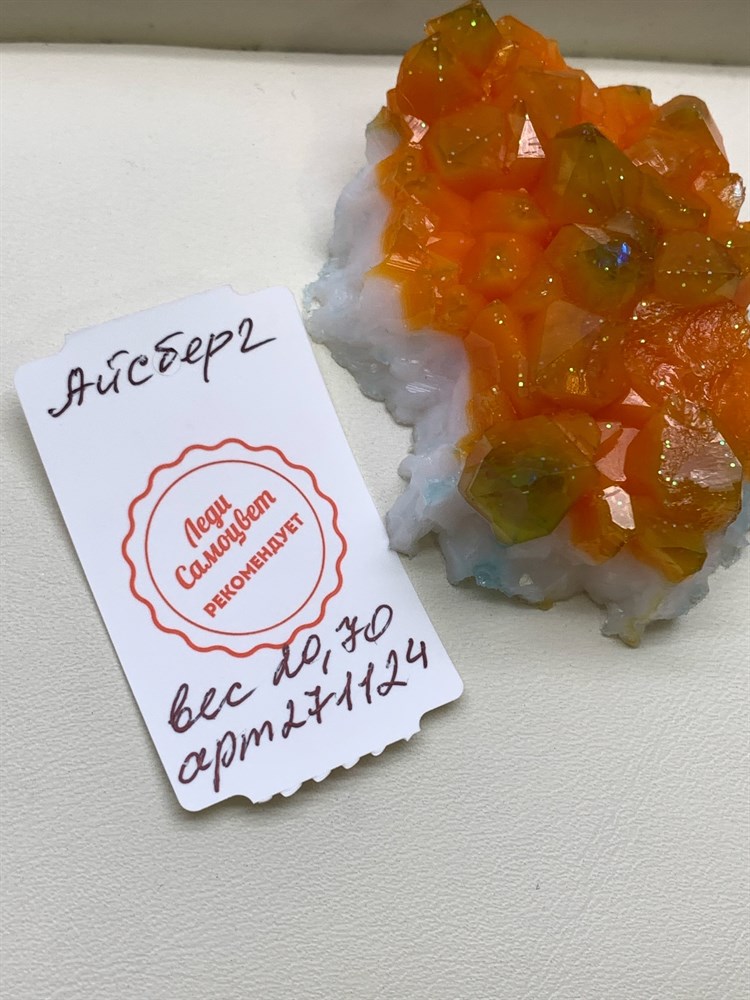 Айсберг
Леди
Самоцвет
РЕКОМЕНДУЕТ
вес 20,70
арт271124